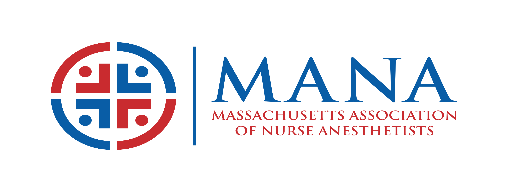 MANA
MASSACHUSETTS ASSOCIATION
OF NURSE ANESTHETISTS